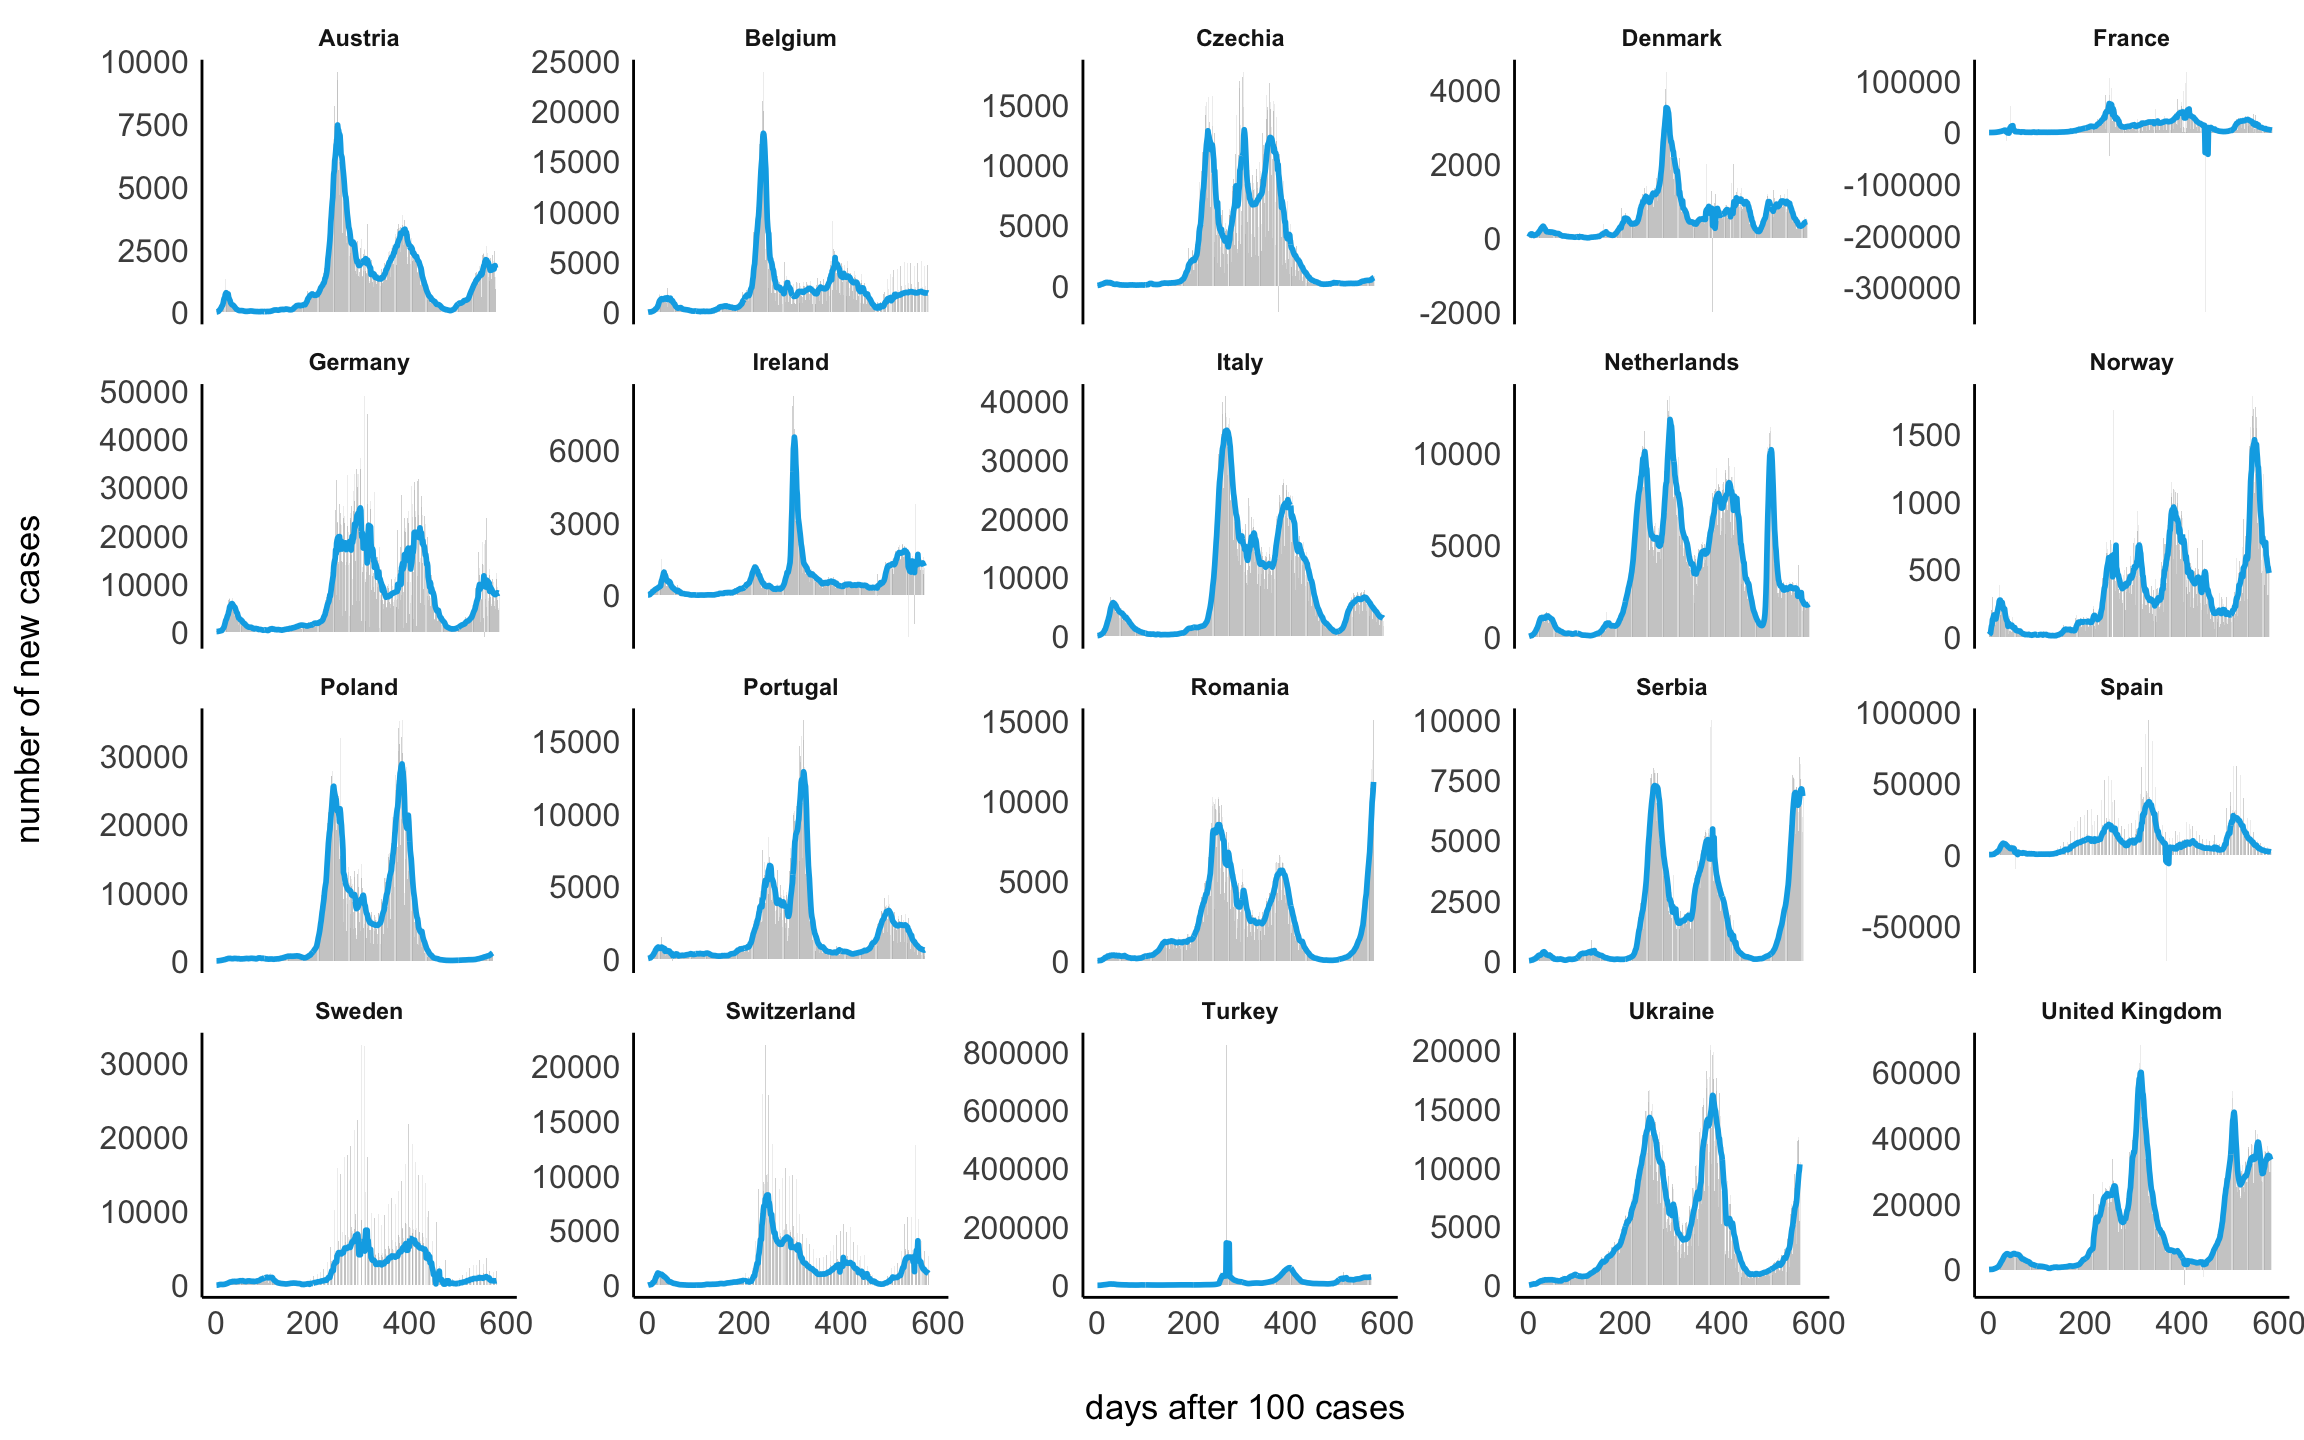 Austria Belgium Czechia Denmark France
10000 7500 5000 2500 0
25000 20000 15000 10000 5000 0
15000 10000 5000 0
4000 2000 0 -2000
100000 0 -100000 -200000 -300000
Germany Ireland Italy Netherlands Norway
50000 40000 30000 20000 10000 0
6000 3000 0
40000 30000 20000 10000 0
10000 5000 0
1500 1000 500 0
number of new cases
Poland Portugal Romania Serbia Spain
30000 20000 10000 0
15000 10000 5000 0
15000 10000 5000 0
10000 7500 5000 2500 0
100000 50000 0 -50000
Sweden Switzerland Turkey Ukraine United Kingdom
30000 20000 10000 0
20000 15000 10000 5000 0
800000 600000 400000 200000 0
20000 15000 10000 5000 0
60000 40000 20000 0
0 200 400 600 0 200 400 600 0 200 400 600 0 200 400 600 0 200 400 600
days after 100 cases